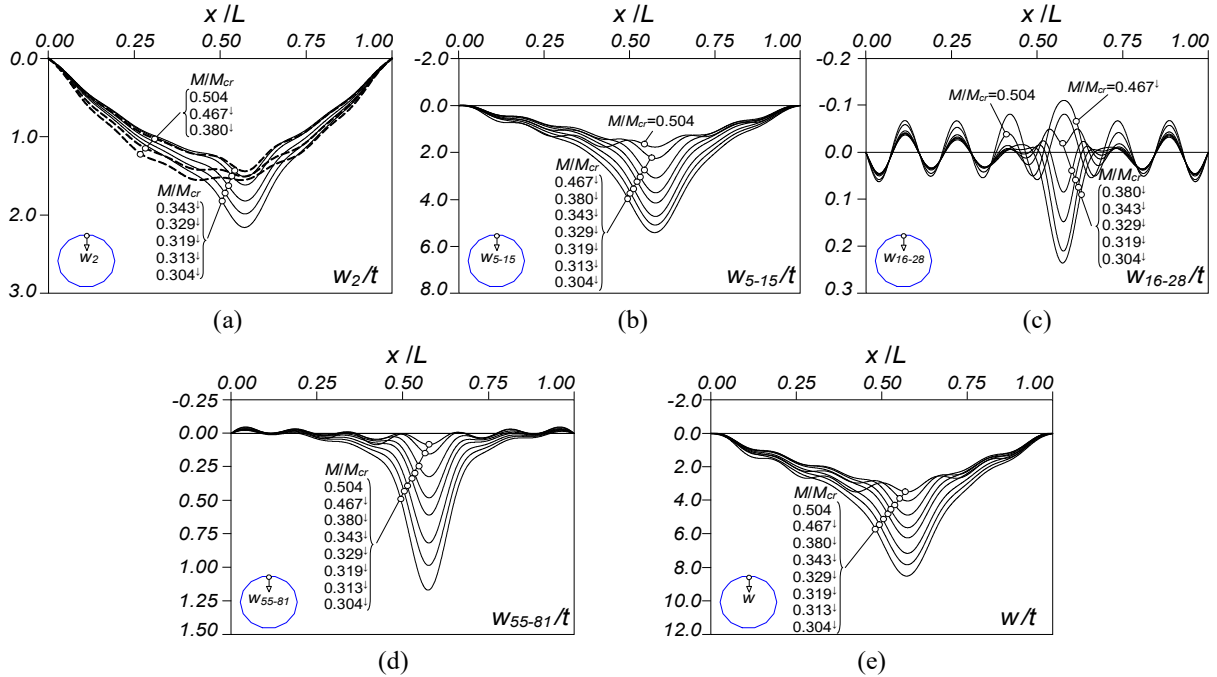 x /L
0.00 0.25 0.50 0.75 1.00
0.0
1.0
2.0
3.0
M/Mcr
0.504
0.467↓
0.380↓
M/Mcr
0.343↓
0.329↓
0.319↓
0.313↓
0.304↓
w2
w2/t
(a)
x /L
0.00 0.25 0.50 0.75 1.00
-2.0
0.0
2.0
4.0
6.0
8.0
M/Mcr=0.504
M/Mcr
0.467↓
0.380↓
0.343↓
0.329↓
0.319↓
0.313↓
0.304↓
w5-15
w5-15/t
(b)
x /L
0.00 0.25 0.50 0.75 1.00
-0.2
-0.1
0.0
0.1
0.2
0.3
M/Mcr=0.504
M/Mcr=0.467↓
M/Mcr
0.380↓
0.343↓
0.329↓
0.319↓
0.304↓
w16-28
w16-28/t
(c)
x /L
0.00 0.25 0.50 0.75 1.00
-0.25
0.00
0.25
0.50
0.75
1.00
1.25
1.50
M/Mcr
0.504
0.467↓
0.380↓
0.343↓
0.329↓
0.319↓
0.313↓
0.304↓
w55-81
w55-81/t
(d)
x /L
0.00 0.25 0.50 0.75 1.00
-2.0
0.0
2.0
4.0
6.0
8.0
10.0
12.0
M/Mcr
0.504
0.467↓
0.380↓
0.343↓
0.329↓
0.319↓
0.313↓
0.304↓
w
w/t
(e)